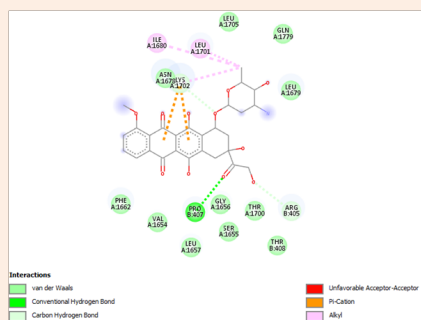 LEU
A:1705
GLN
A:1779
ILE
A:1680
LEU
A:1701
ASN
A:1678
LYS
A:1702
LEU
A:1679
PHE
A:1662
VAL
A:1654
PRO
B:407
GLY
A:1656
THR
A:1700
ARG
B:405
SER
A:1655
LEU
A:1657
THR
B:408
Interactions
van der Waals
Conventional Hydrogen Bond
Carbon Hydrogen Bond
Unfavorable Acceptor-Acceptor
Pi-Cation
Alkyl